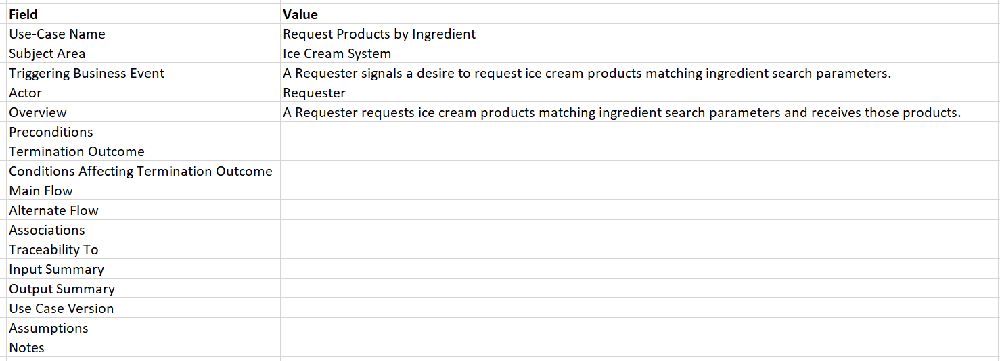 Field Value
Use-Case Name Request Products by Ingredient
Subject Area Ice Cream System
Triggering Business Event A Requester signals a desire to request ice cream products matching ingredient search parameters.
Actor Requester
Overview A Requester requests ice cream products matching ingredient search parameters and receives those products.
Preconditions
Termination Outcome
Conditions Affecting Termination Outcome
Main Flow
Alternate Flow
Associations
Traceability To
Input Summary
Output Summary
Use Case Version
Assumptions
Notes